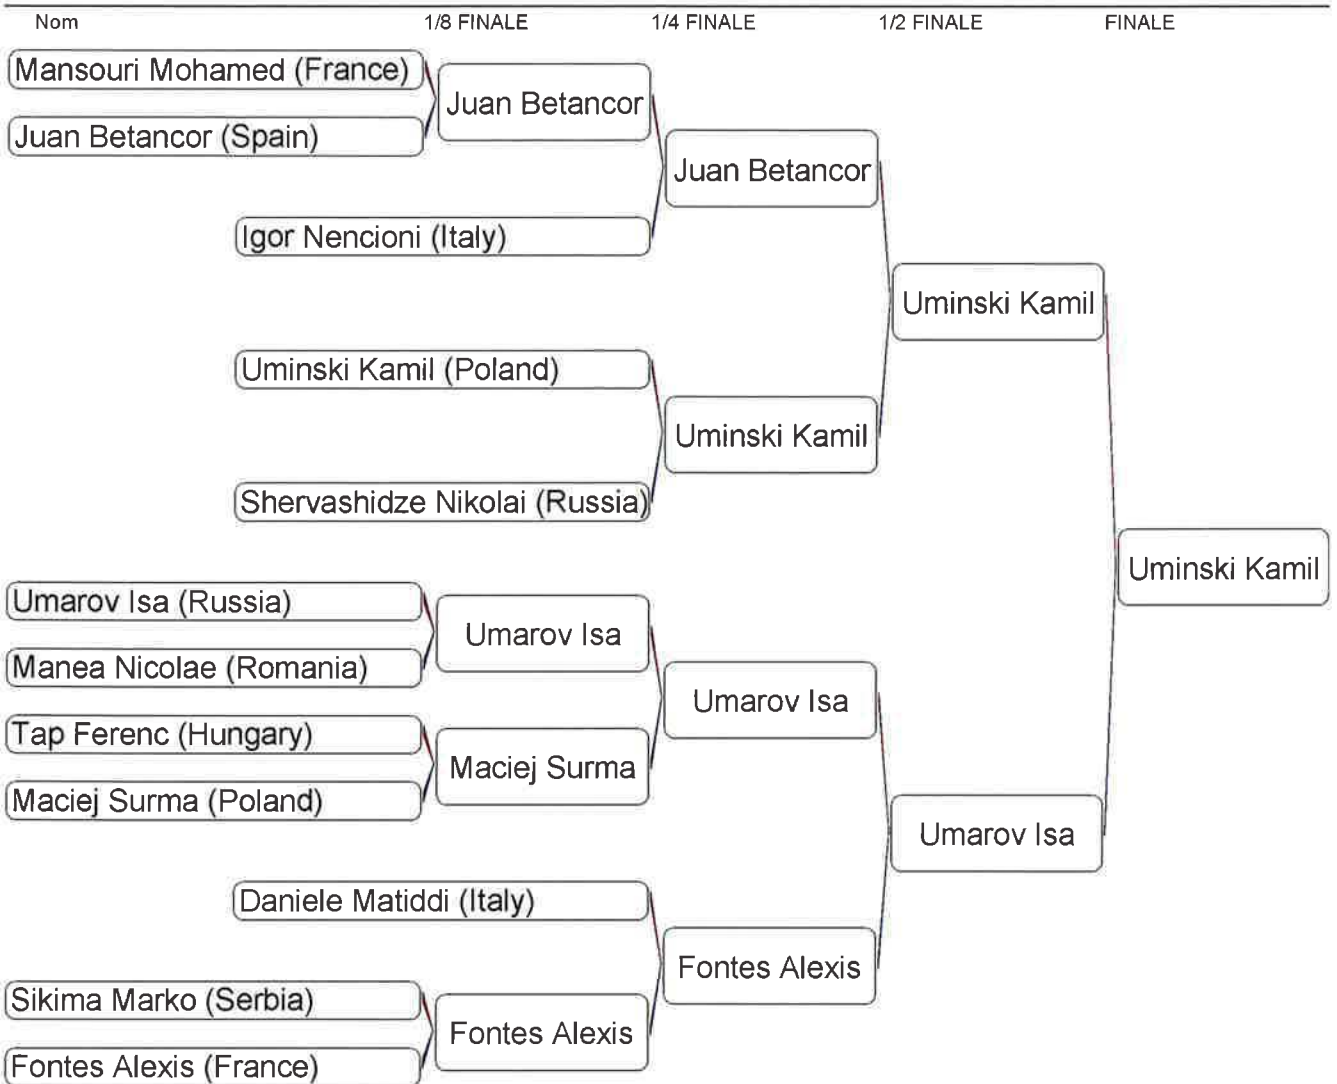 Nom 1/8 FINALE 1/4 FINALE 1/2 FINALE FINALE
Mansouri Mohamed (France)
Juan Betancor
Juan Betancor (Spain)
Juan Betancor
Igor Nencioni (Italy)
Uminski Kamil
Uminski Kamil (Poland)
Uminski Kamil
Shervashidze Nikolai (Russia)
Uminski Kamil
Umarov Isa (Russia)
Umarov Isa
Manea Nicolae (Romania)
Umarov Isa
Tap Ferenc (Hungary)
Maciej Surma
Maciej Surma (Poland)
Umarov Isa
Daniele Matiddi (Italy)
Fontes Alexis
Sikima Marko (Serbia)
Fontes Alexis
Fontes Alexis (France)